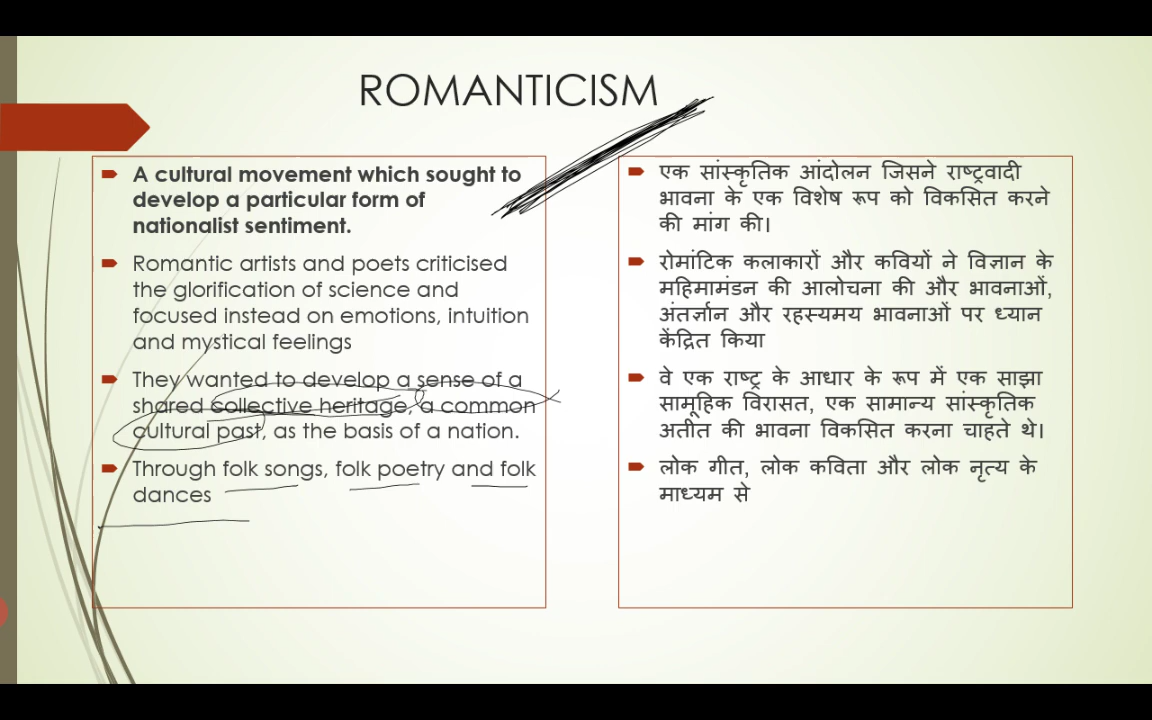 ROMANTICISM
A cultural movement which sought to
develop a particular form of
nationalist sentiment.
Romantic artists and poets criticised
the glorification of science and
focused instead on emotions, intuition
and mystical feelings
They wanted to develop a sense of a
shared collective heritage, a common
cultural past, as the basis of a nation.
Through folk songs, folk poetry and folk
dances
एक सांस्कृतिक आंदोलन जिसने राष्ट्रवादी
भावना के एक विशेष रूप को विकसित करने
की मांग की।
रोमांटिक कलाकारों और कवियों ने विज्ञान के
महिमामंडन की आलोचना की और भावनाओं,
अंतर्ज्ञान और रहस्यमय भावनाओं पर ध्यान
केंद्रित किया
वे एक राष्ट्र के आधार के रूप में एक साझा
सामूहिक विरासत, एक सामान्य सांस्कृतिक
अतीत की भावना विकसित करना चाहते थे।
लोक गीत, लोक कविता और लोक नृत्य के
माध्यम से